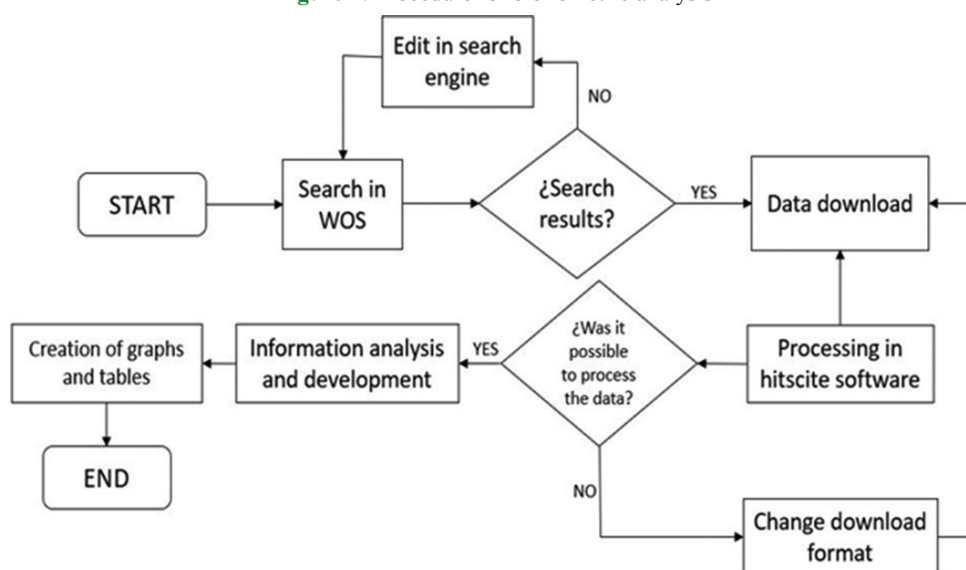 Edit in search
engine
NO
START
Search in
WOS
¿Search
results?
YES
Data download
Creation of graphs
and tables
Information analysis
and development
YES
¿Was it
possible
to process
the data?
Processing in
hitscite software
END
NO
Change download
format